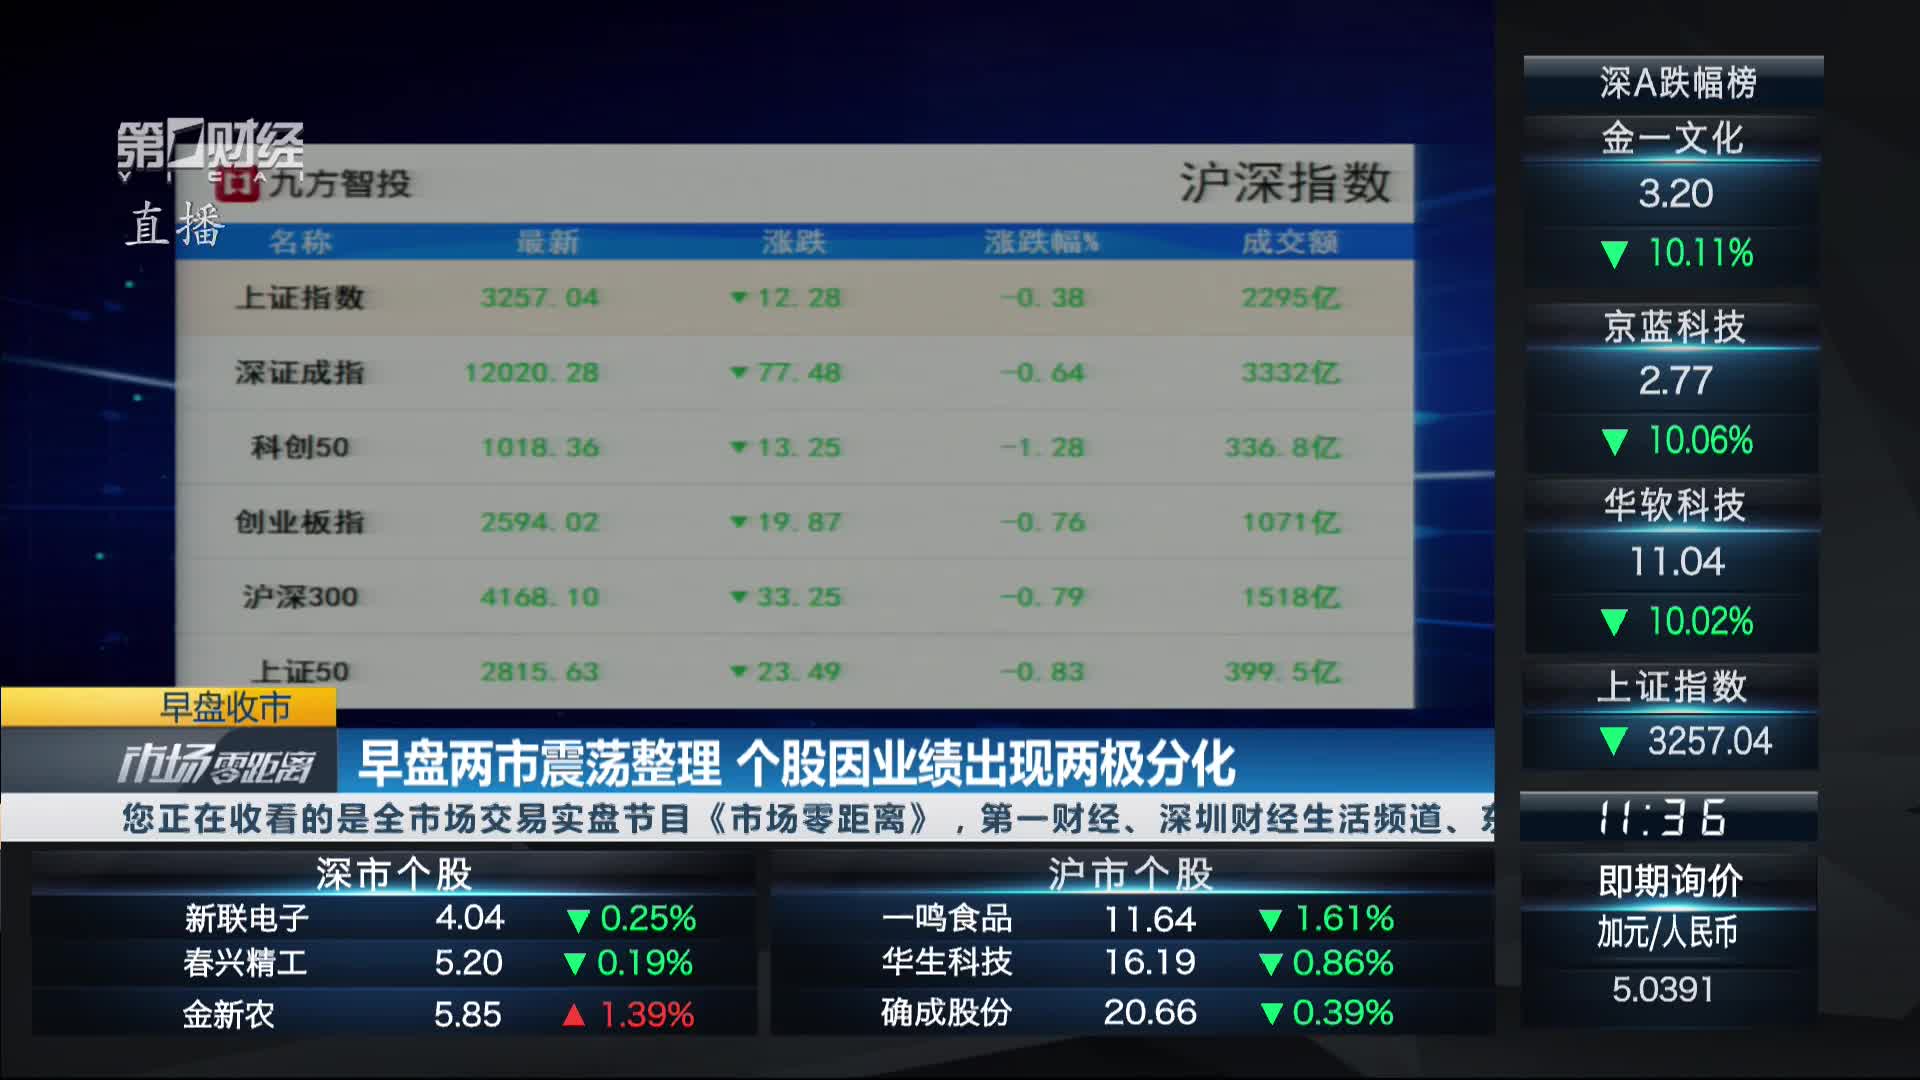 第一财经
YICAI
直播
九方智投
沪深指数
名称 最新 涨跌 涨跌幅% 成交额
上证指数 3257.04 ▼12.28 -0.38 2295亿
深证成指 12020.28 ▼77.48 -0.64 3332亿
科创50 1018.36 ▼13.25 -1.28 336.8亿
创业板指 2594.02 ▼19.87 -0.76 1071亿
沪深300 4168.10 ▼33.25 -0.79 1518亿
上证50 2815.63 ▼23.49 -0.83 399.5亿
早盘收市
市场零距离
早盘两市震荡整理 个股因业绩出现两极分化
您正在收看的是全市场交易实盘节目《市场零距离》，第一财经、深圳财经生活频道、
深市个股
新联电子 4.04 ▼0.25%
春兴精工 5.20 ▼0.19%
金新农 5.85 ▲1.39%
沪市个股
一鸣食品 11.64 ▼1.61%
华生科技 16.19 ▼0.86%
确成股份 20.66 ▼0.39%
深A跌幅榜
金一文化
3.20
▼ 10.11%
京蓝科技
2.77
▼ 10.06%
华软科技
11.04
▼ 10.02%
上证指数
▼ 3257.04
11:36
即期询价
加元/人民币
5.0391